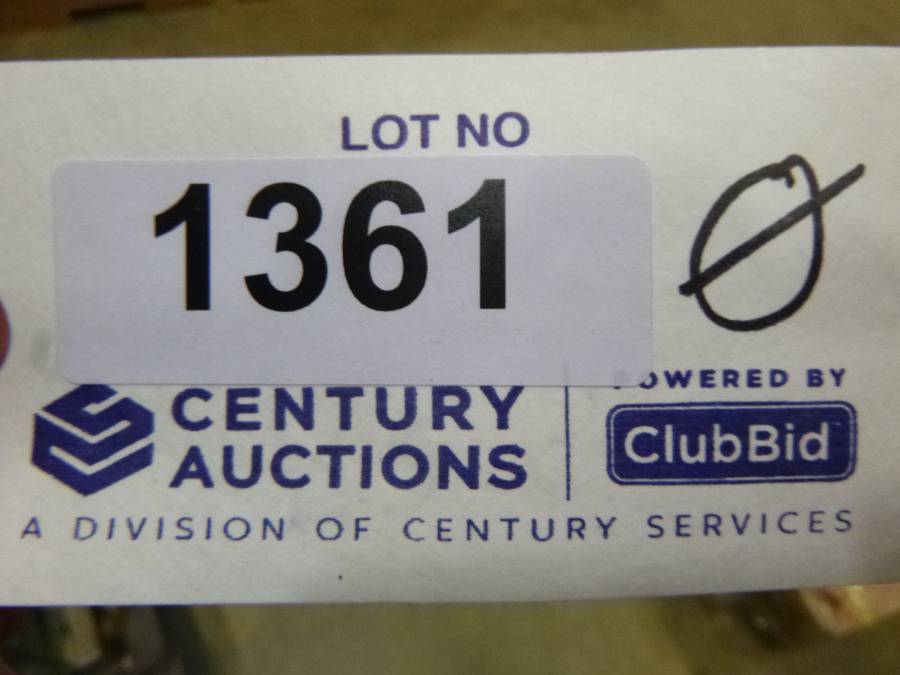 LOT NO
1361 Ø
CENTURY
AUCTIONS
POWERED BY
ClubBid
A DIVISION OF CENTURY SERVICES